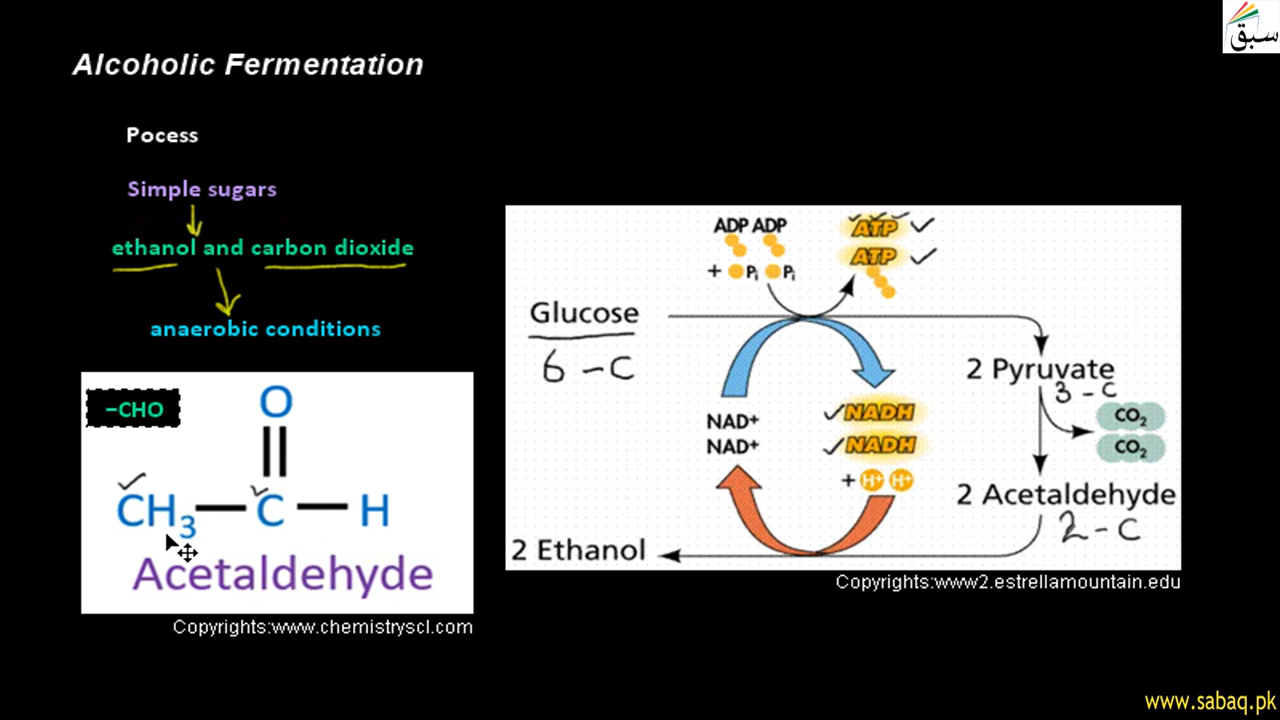 سبق
Alcoholic Fermentation
Pocess
Simple sugars
ethanol and carbon dioxide
anaerobic conditions
–CHO
O
CH3 C H
Acetaldehyde
Copyrights:www.chemistryscl.com
ADP ADP
+ Pi Pi
ATP
ATP
Glucose
6 – C
2 Pyruvate
3 – C
CO2
CO2
NAD+
NAD+
NADH
NADH
+ H+ H+
2 Acetaldehyde
2 – C
2 Ethanol
Copyrights:www2.estrellamountain.edu
www.sabaq.pk